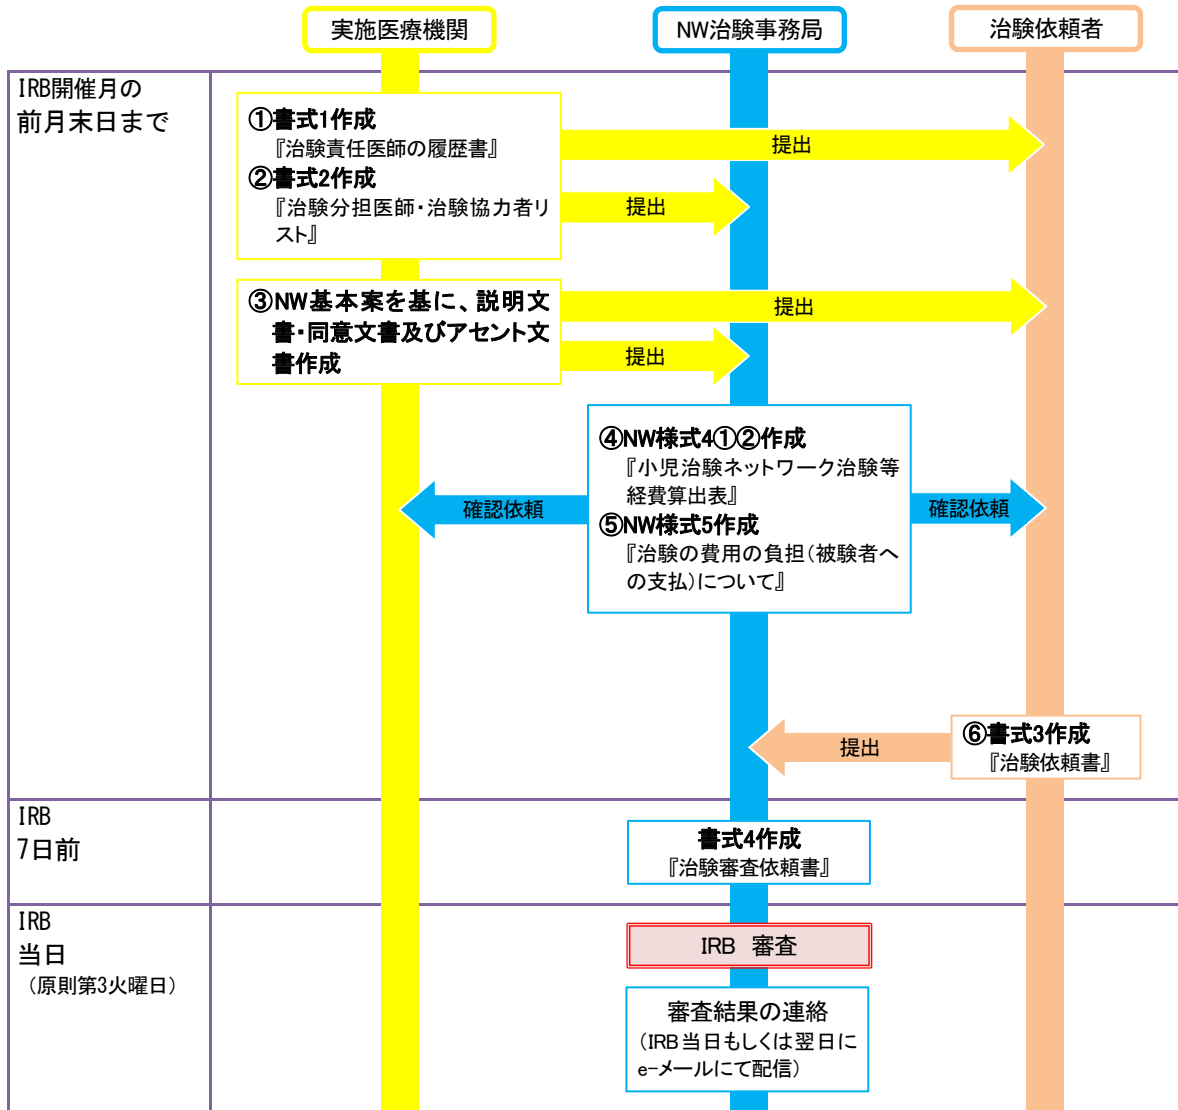 実施医療機関
NW治験事務局
治験依頼者
IRB開催月の
前月末日まで
①書式1作成
『治験責任医師の履歴書』
②書式2作成
『治験分担医師・治験協力者リ
スト』
提出
提出
③NW基本案を基に、説明文
書・同意文書及びアセント文
書作成
提出
提出
④NW様式4①②作成
『小児治験ネットワーク治験等
経費算出表』
⑤NW様式5作成
『治験の費用の負担(被験者へ
の支払)について』
確認依頼
確認依頼
⑥書式3作成
『治験依頼書』
提出
IRB
7日前
書式4作成
『治験審査依頼書』
IRB
当日
(原則第3火曜日)
IRB 審査
審査結果の連絡
(IRB当日もしくは翌日に
e-メールにて配信)